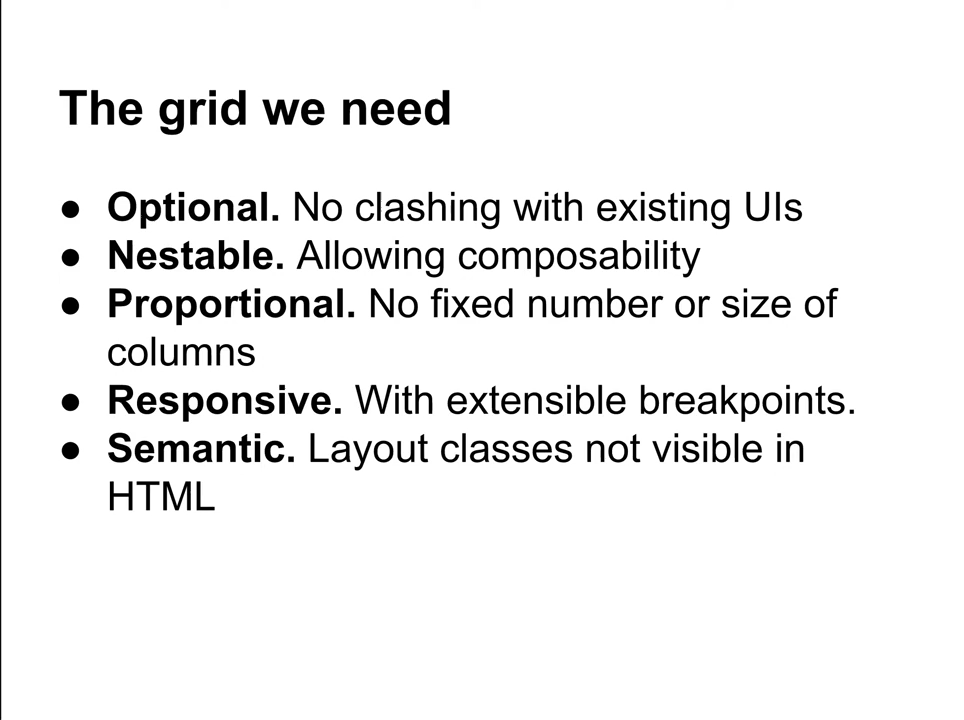 The grid we need
● Optional. No clashing with existing UIs
● Nestable. Allowing composability
● Proportional. No fixed number or size of
columns
● Responsive. With extensible breakpoints.
● Semantic. Layout classes not visible in
HTML